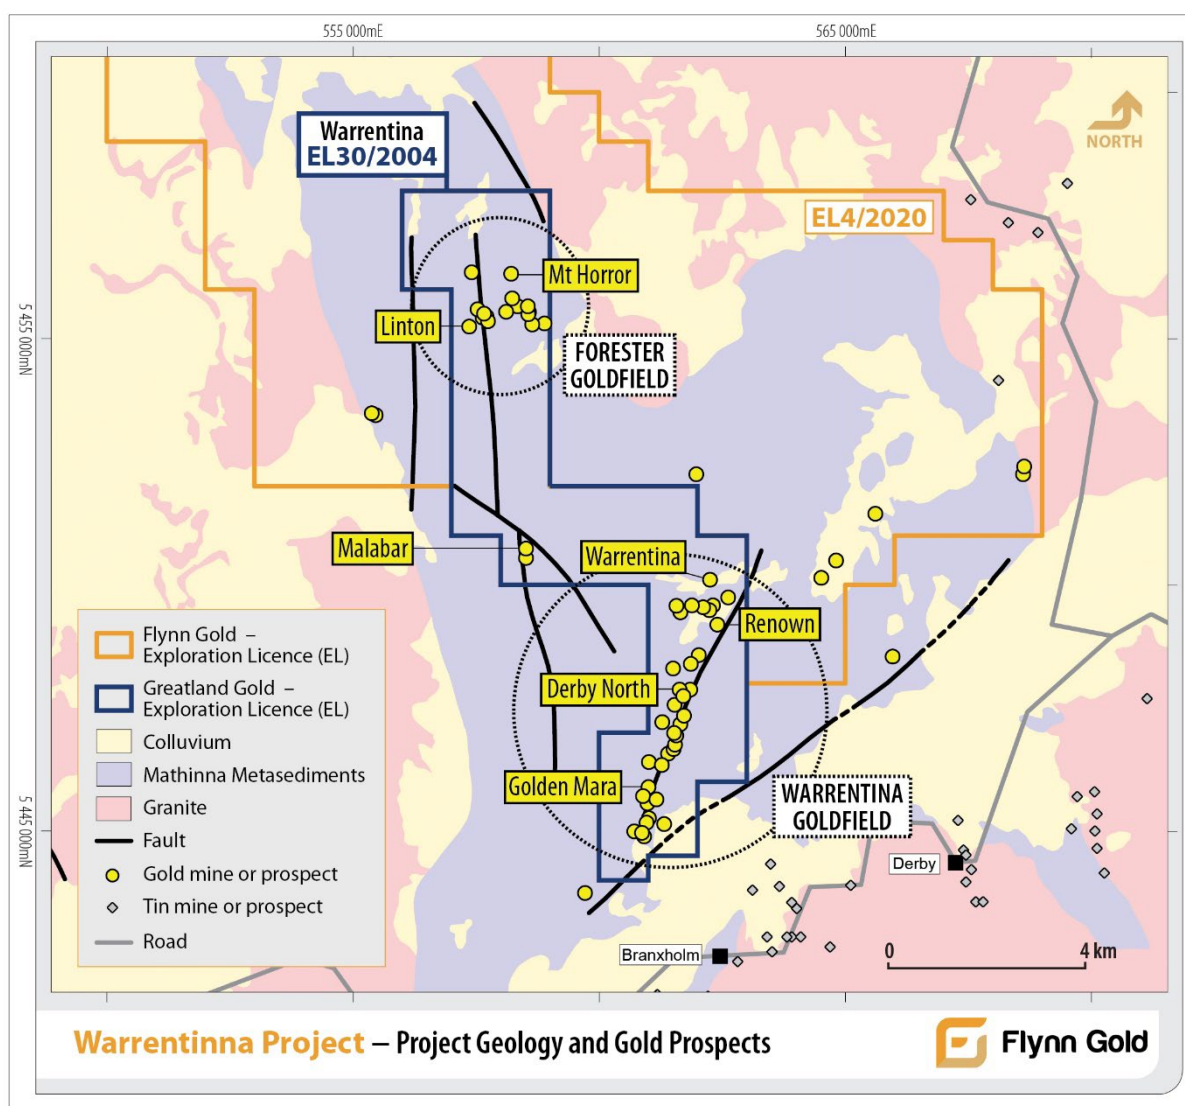 555 000mE
565 000mE
Warrentina
EL30/2004
NORTH
EL4/2020
Mt Horror
5 455 000mN
Linton
FORESTER
GOLDFIELD
Malabar
Warrentina
Renown
Flynn Gold –
Exploration Licence (EL)
Greatland Gold –
Exploration Licence (EL)
Colluvium
Mathinna Metasediments
Granite
Fault
Gold mine or prospect
Tin mine or prospect
Road
Derby North
Golden Mara
5 445 000mN
WARRENTINA
GOLDFIELD
Derby
Branxholm
0 4 km
Warrentinna Project – Project Geology and Gold Prospects
Flynn Gold